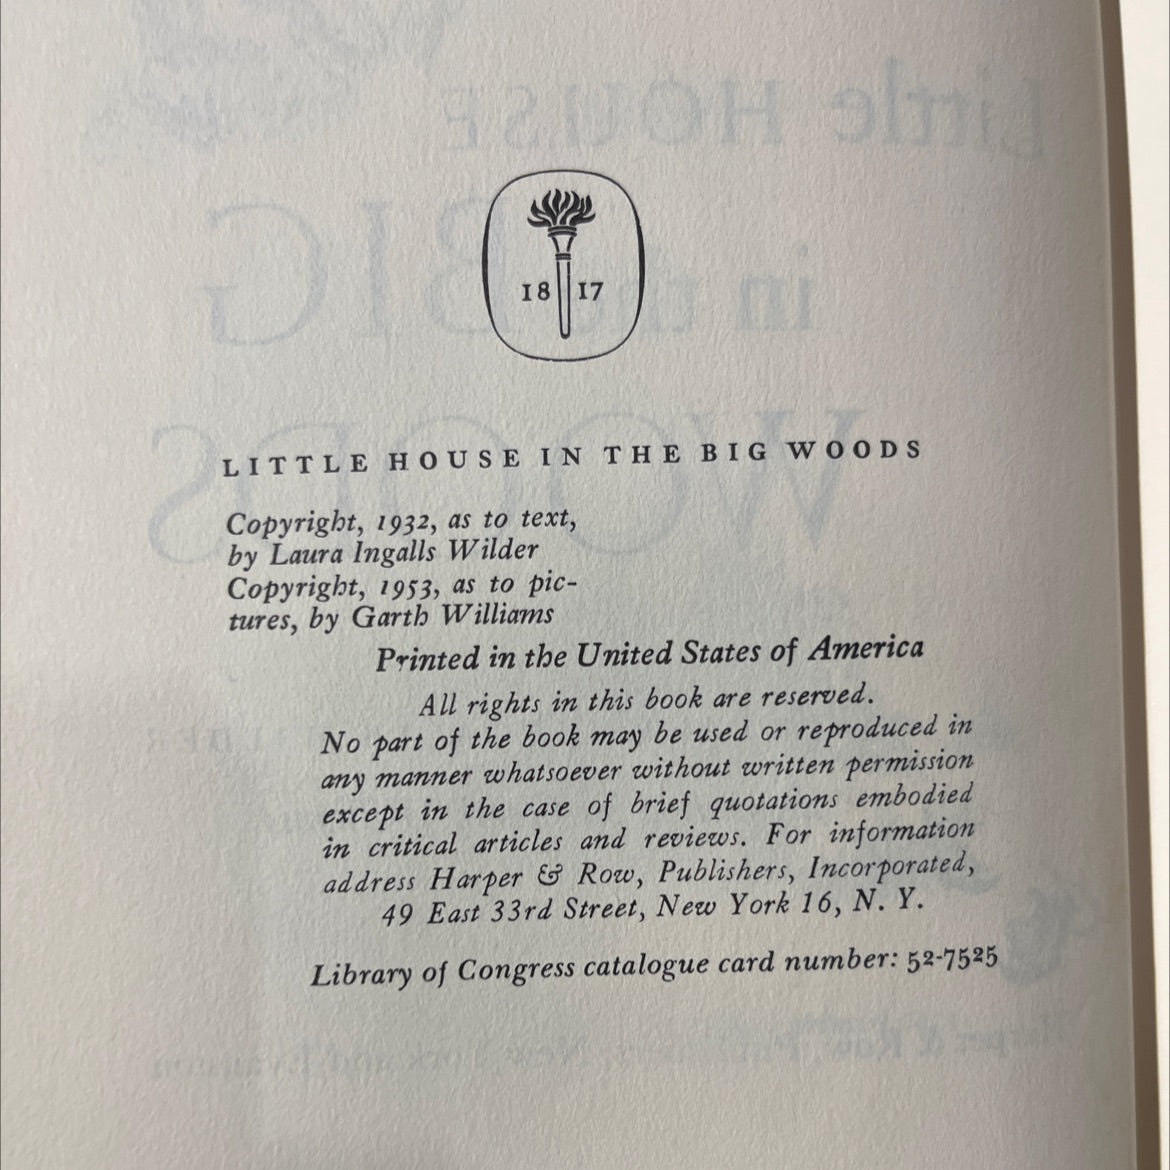 18 17
LITTLE HOUSE IN THE BIG WOODS
Copyright, 1932, as to text,
by Laura Ingalls Wilder
Copyright, 1953, as to pic-
tures, by Garth Williams
Printed in the United States of America
All rights in this book are reserved.
No part of the book may be used or reproduced in
any manner whatsoever without written permission
except in the case of brief quotations embodied
in critical articles and reviews. For information
address Harper & Row, Publishers, Incorporated,
49 East 33rd Street, New York 16, N. Y.
Library of Congress catalogue card number: 52-7525